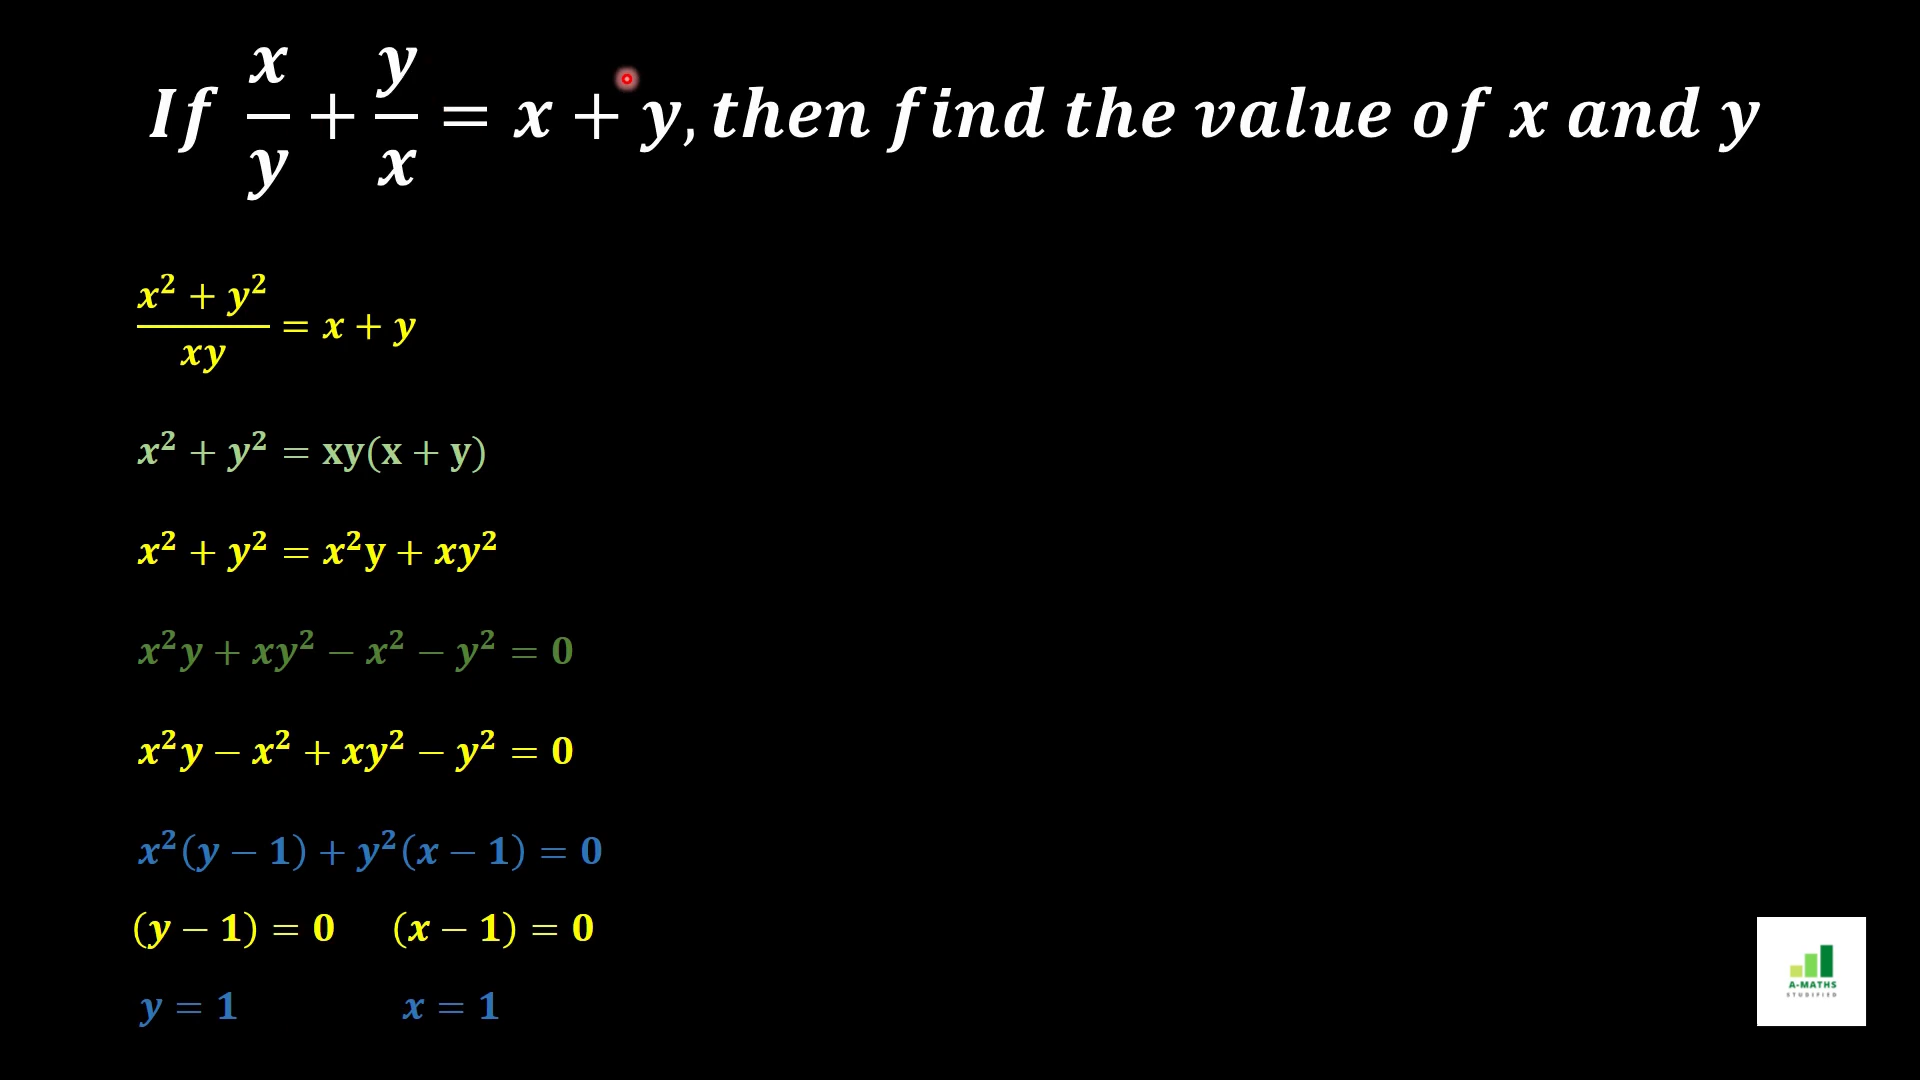 If x/y + y/x = x + y, then find the value of x and y
(x² + y²)/xy = x + y
x² + y² = xy(x + y)
x² + y² = x²y + xy²
x²y + xy² − x² − y² = 0
x²y − x² + xy² − y² = 0
x²(y − 1) + y²(x − 1) = 0
(y − 1) = 0 (x − 1) = 0
y = 1 x = 1
A-MATHS
STUDIFIED